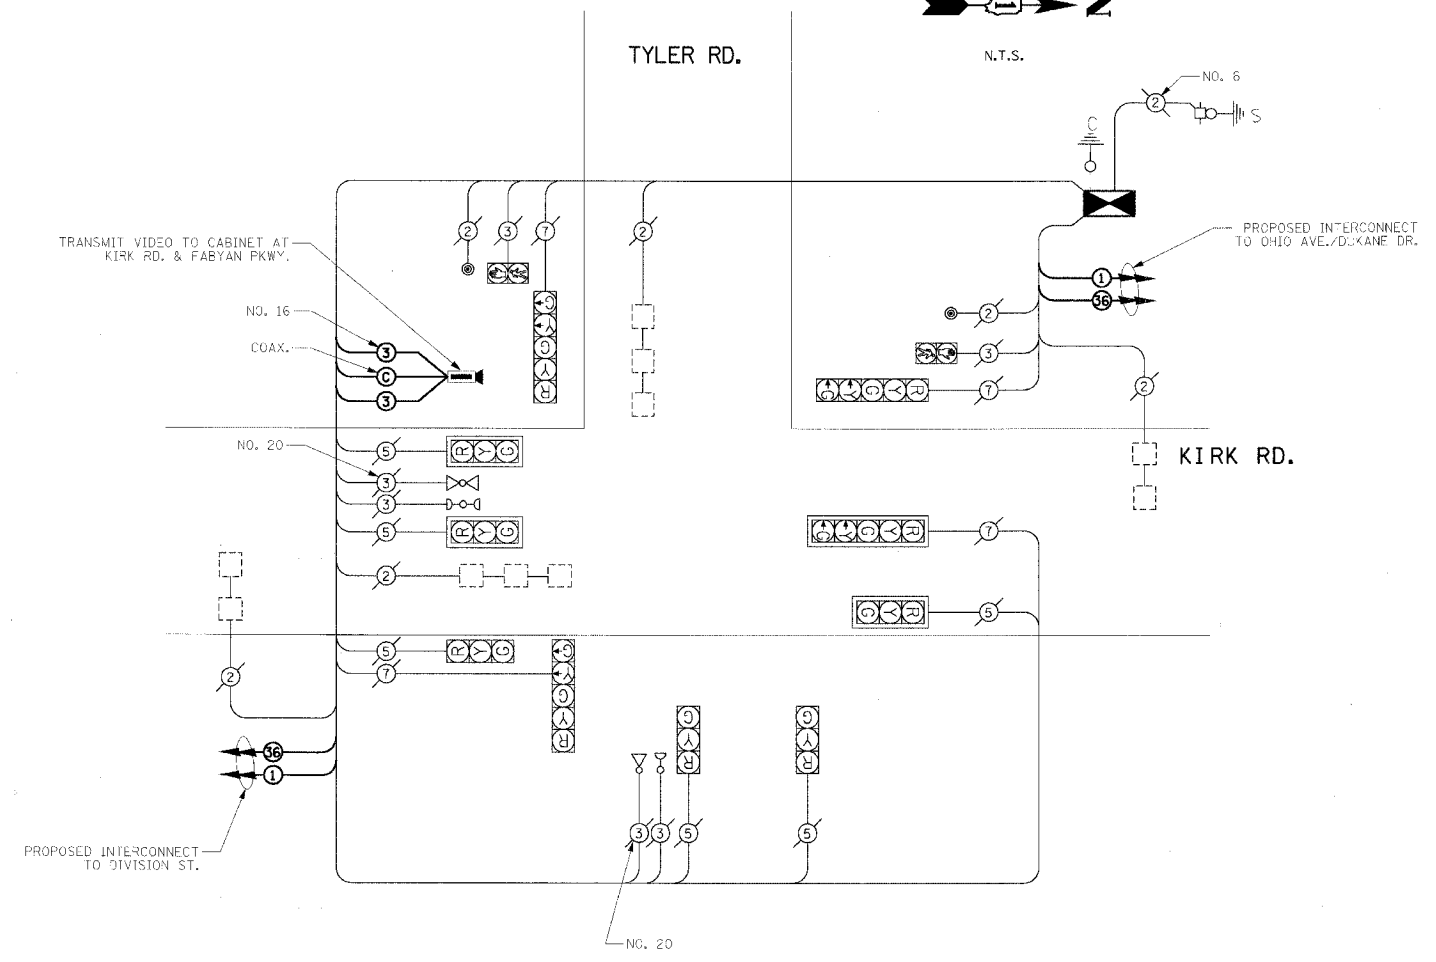 N
TYLER RD.
N.T.S.
NO. 6
2
C
S
TRANSMIT VIDEO TO CABINET AT
KIRK RD. & FABYAN PKWY.
2
3
7
2
PROPOSED INTERCONNECT
TO OHIO AVE./DUKANE DR.
1
36
G
Y
G
Y
R
NO. 16
3
COAX.
C
3
2
3
7
G Y G Y R
2
NO. 20
5
R Y G
3
3
5
R Y G
KIRK RD.
G Y G Y R
7
2
G Y R
5
5
R Y G
7
G
Y
G
Y
R
2
36
1
G
Y
R
G
Y
R
3
3
5
5
PROPOSED INTERCONNECT
TO DIVISION ST.
NO. 20